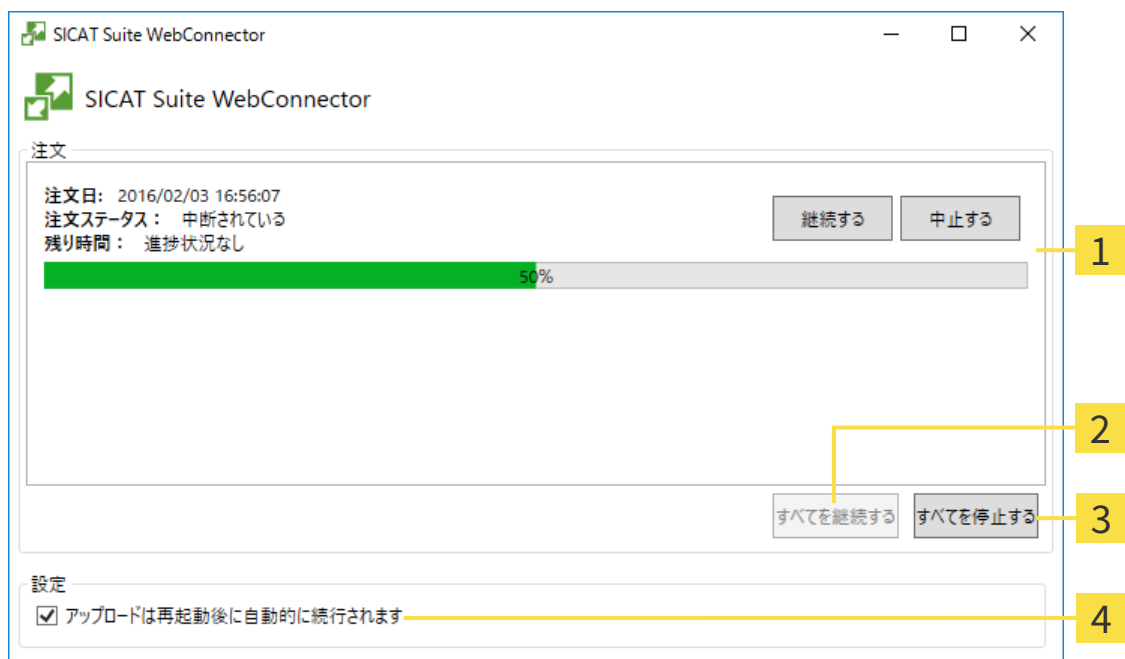 SICAT Suite WebConnector
SICAT Suite WebConnector
注文
注文日: 2016/02/03 16:56:07
注文ステータス： 中断されている
残り時間： 進捗状況なし
継続する 中止する
1
50%
2
すべてを継続する すべてを停止する
3
設定
アップロードは再起動後に自動的に続行されます
4